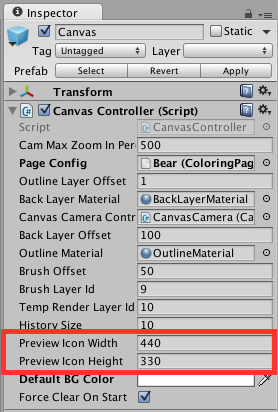 Inspector
Canvas Static
Tag Untagged Layer
Prefab Select Revert Apply
Transform
Canvas Controller (Script)
Script CanvasController
Cam Max Zoom In Per 500
Page Config Bear (ColoringPag
Outline Layer Offset 1
Back Layer Material BackLayerMaterial
Canvas Camera Contr CanvasCamera (Ca
Back Layer Offset 100
Outline Material OutlineMaterial
Brush Offset 50
Brush Layer Id 9
Temp Render Layer Id 10
History Size 10
Preview Icon Width 440
Preview Icon Height 330
Default BG Color
Force Clear On Start